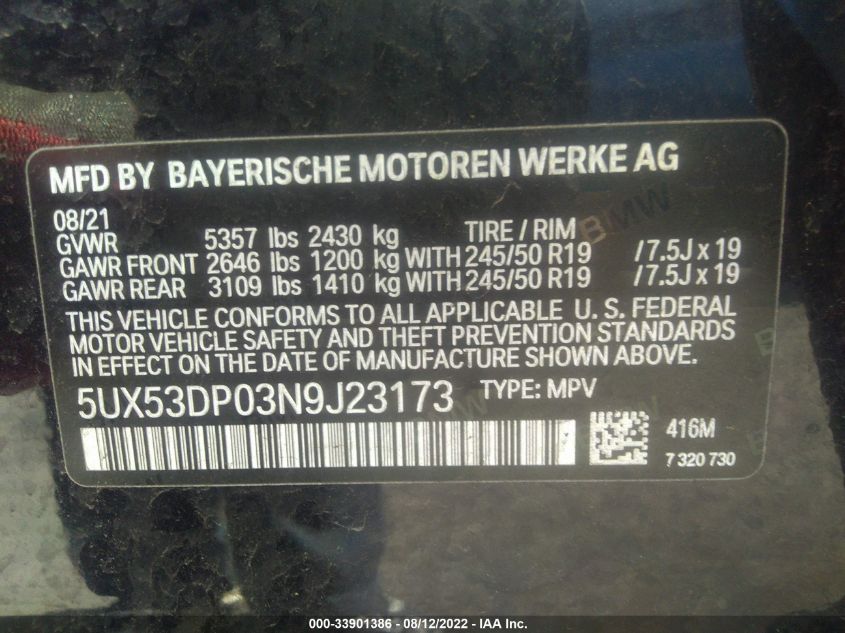 MFD BY BAYERISCHE MOTOREN WERKE AG
08/21
GVWR 5357 lbs 2430 kg TIRE / RIM
GAWR FRONT 2646 lbs 1200 kg WITH 245/50 R19 /7.5J x 19
GAWR REAR 3109 lbs 1410 kg WITH 245/50 R19 /7.5J x 19
THIS VEHICLE CONFORMS TO ALL APPLICABLE U. S. FEDERAL
MOTOR VEHICLE SAFETY AND THEFT PREVENTION STANDARDS
IN EFFECT ON THE DATE OF MANUFACTURE SHOWN ABOVE.
5UX53DP03N9J23173 TYPE: MPV
416M
7 320 730
BMW
000-33901386 - 08/12/2022 - IAA Inc.